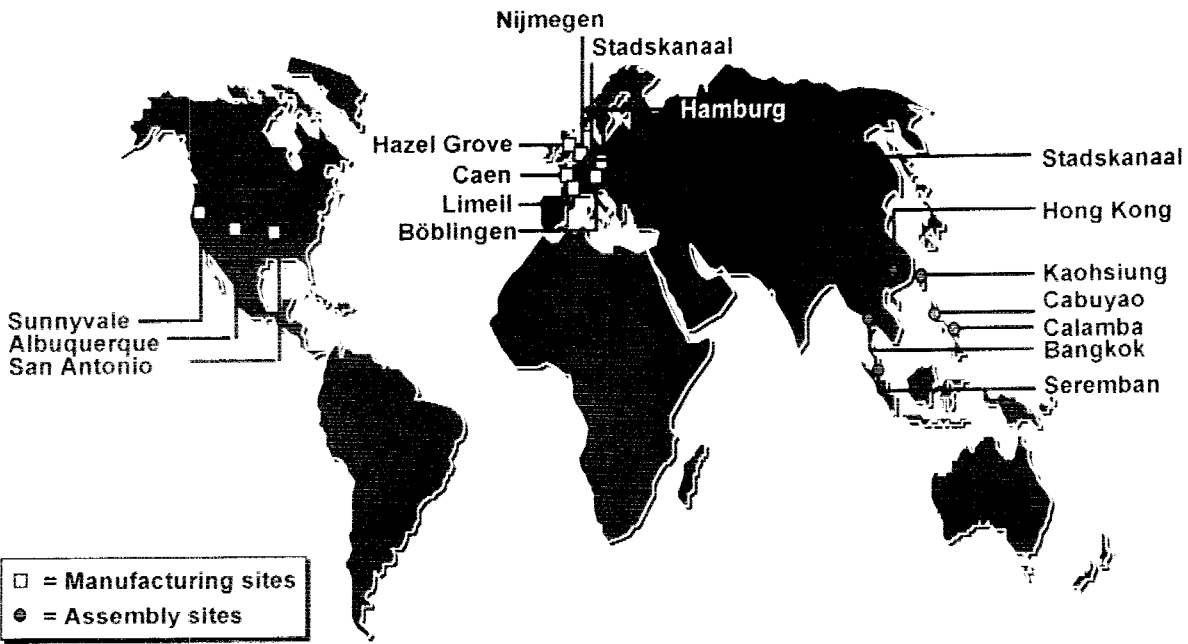 Nijmegen
Stadskanaal
Hamburg
Hazel Grove
Caen
Limeil
Böblingen
Stadskanaal
Hong Kong
Kaohsiung
Cabuyao
Calamba
Bangkok
Seremban
Sunnyvale
Albuquerque
San Antonio
= Manufacturing sites
= Assembly sites